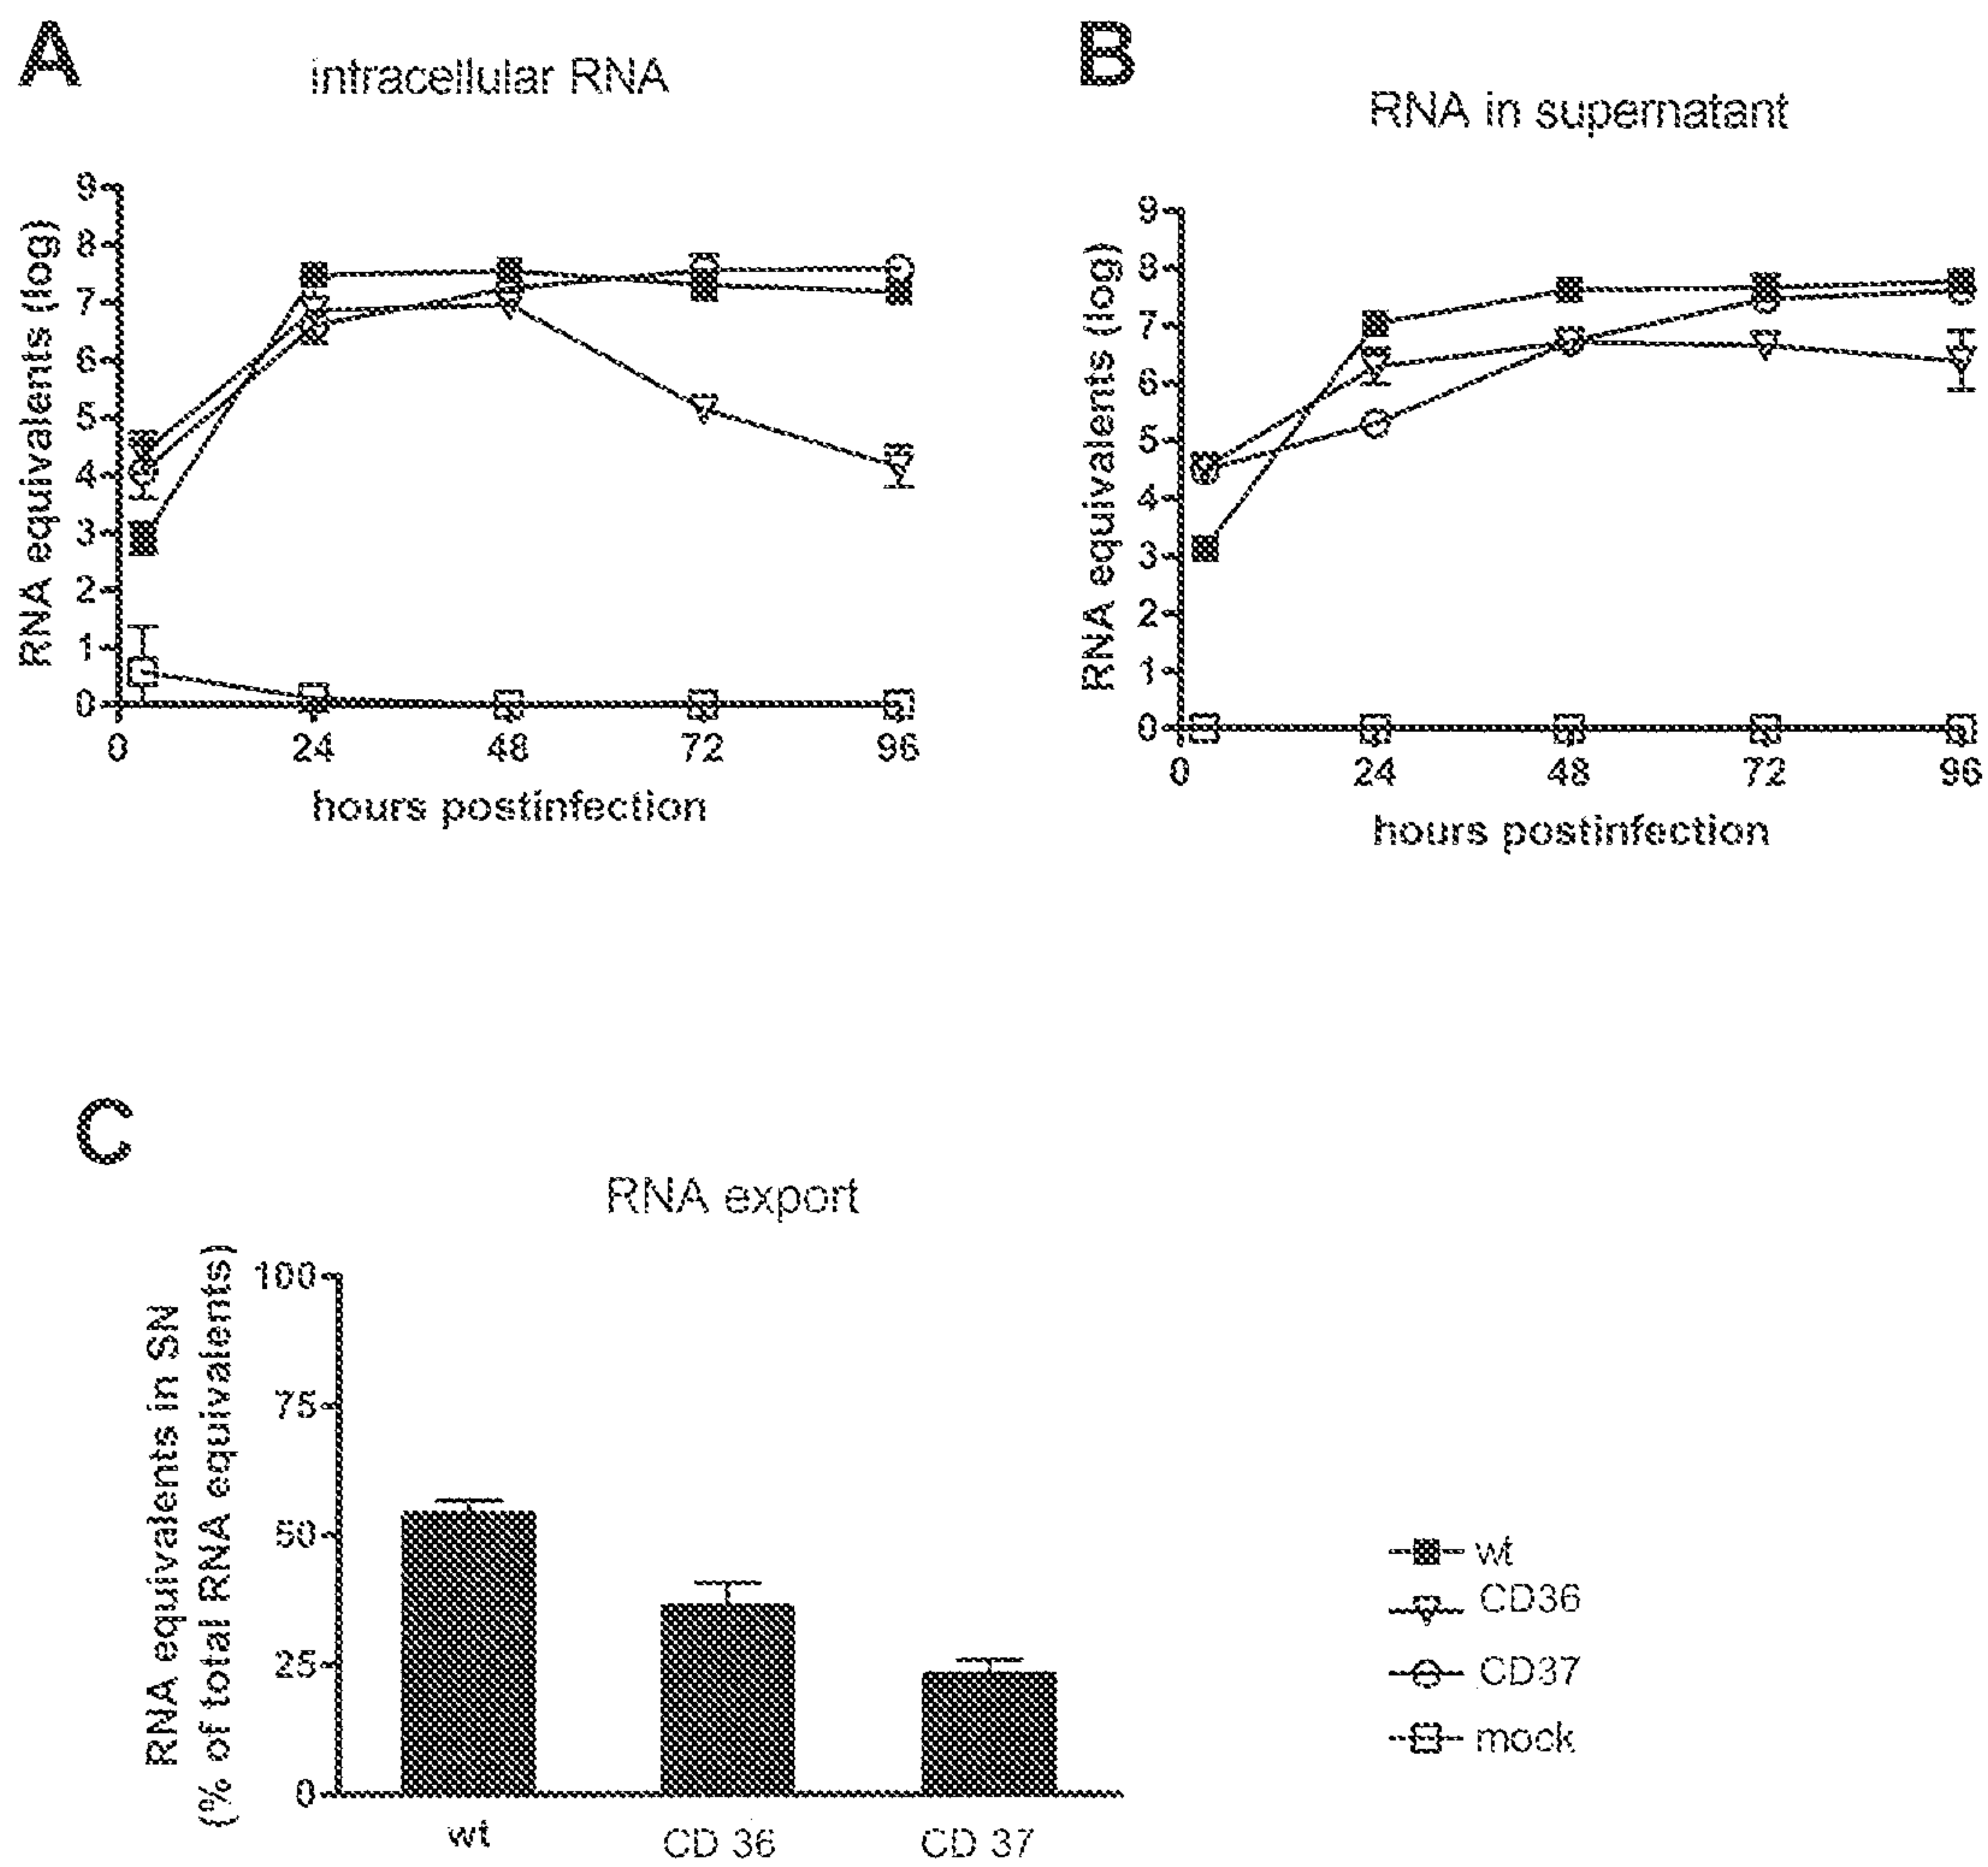 A
intracellular RNA
RNA equivalents (log)
9
8
7
6
5
4
3
2
1
0
0 24 48 72 96
hours postinfection
B
RNA in supernatant
RNA equivalents (log)
9
8
7
6
5
4
3
2
1
0
0 24 48 72 96
hours postinfection
C
RNA export
RNA equivalents in SN
(% of total RNA equivalents)
100
75
50
25
0
wt CD 36 CD 37
wt
CD36
CD37
mock